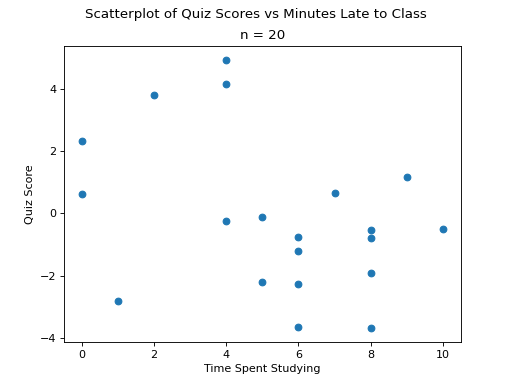 Scatterplot of Quiz Scores vs Minutes Late to Class
n = 20
4
2
0
−2
−4
Quiz Score
0 2 4 6 8 10
Time Spent Studying